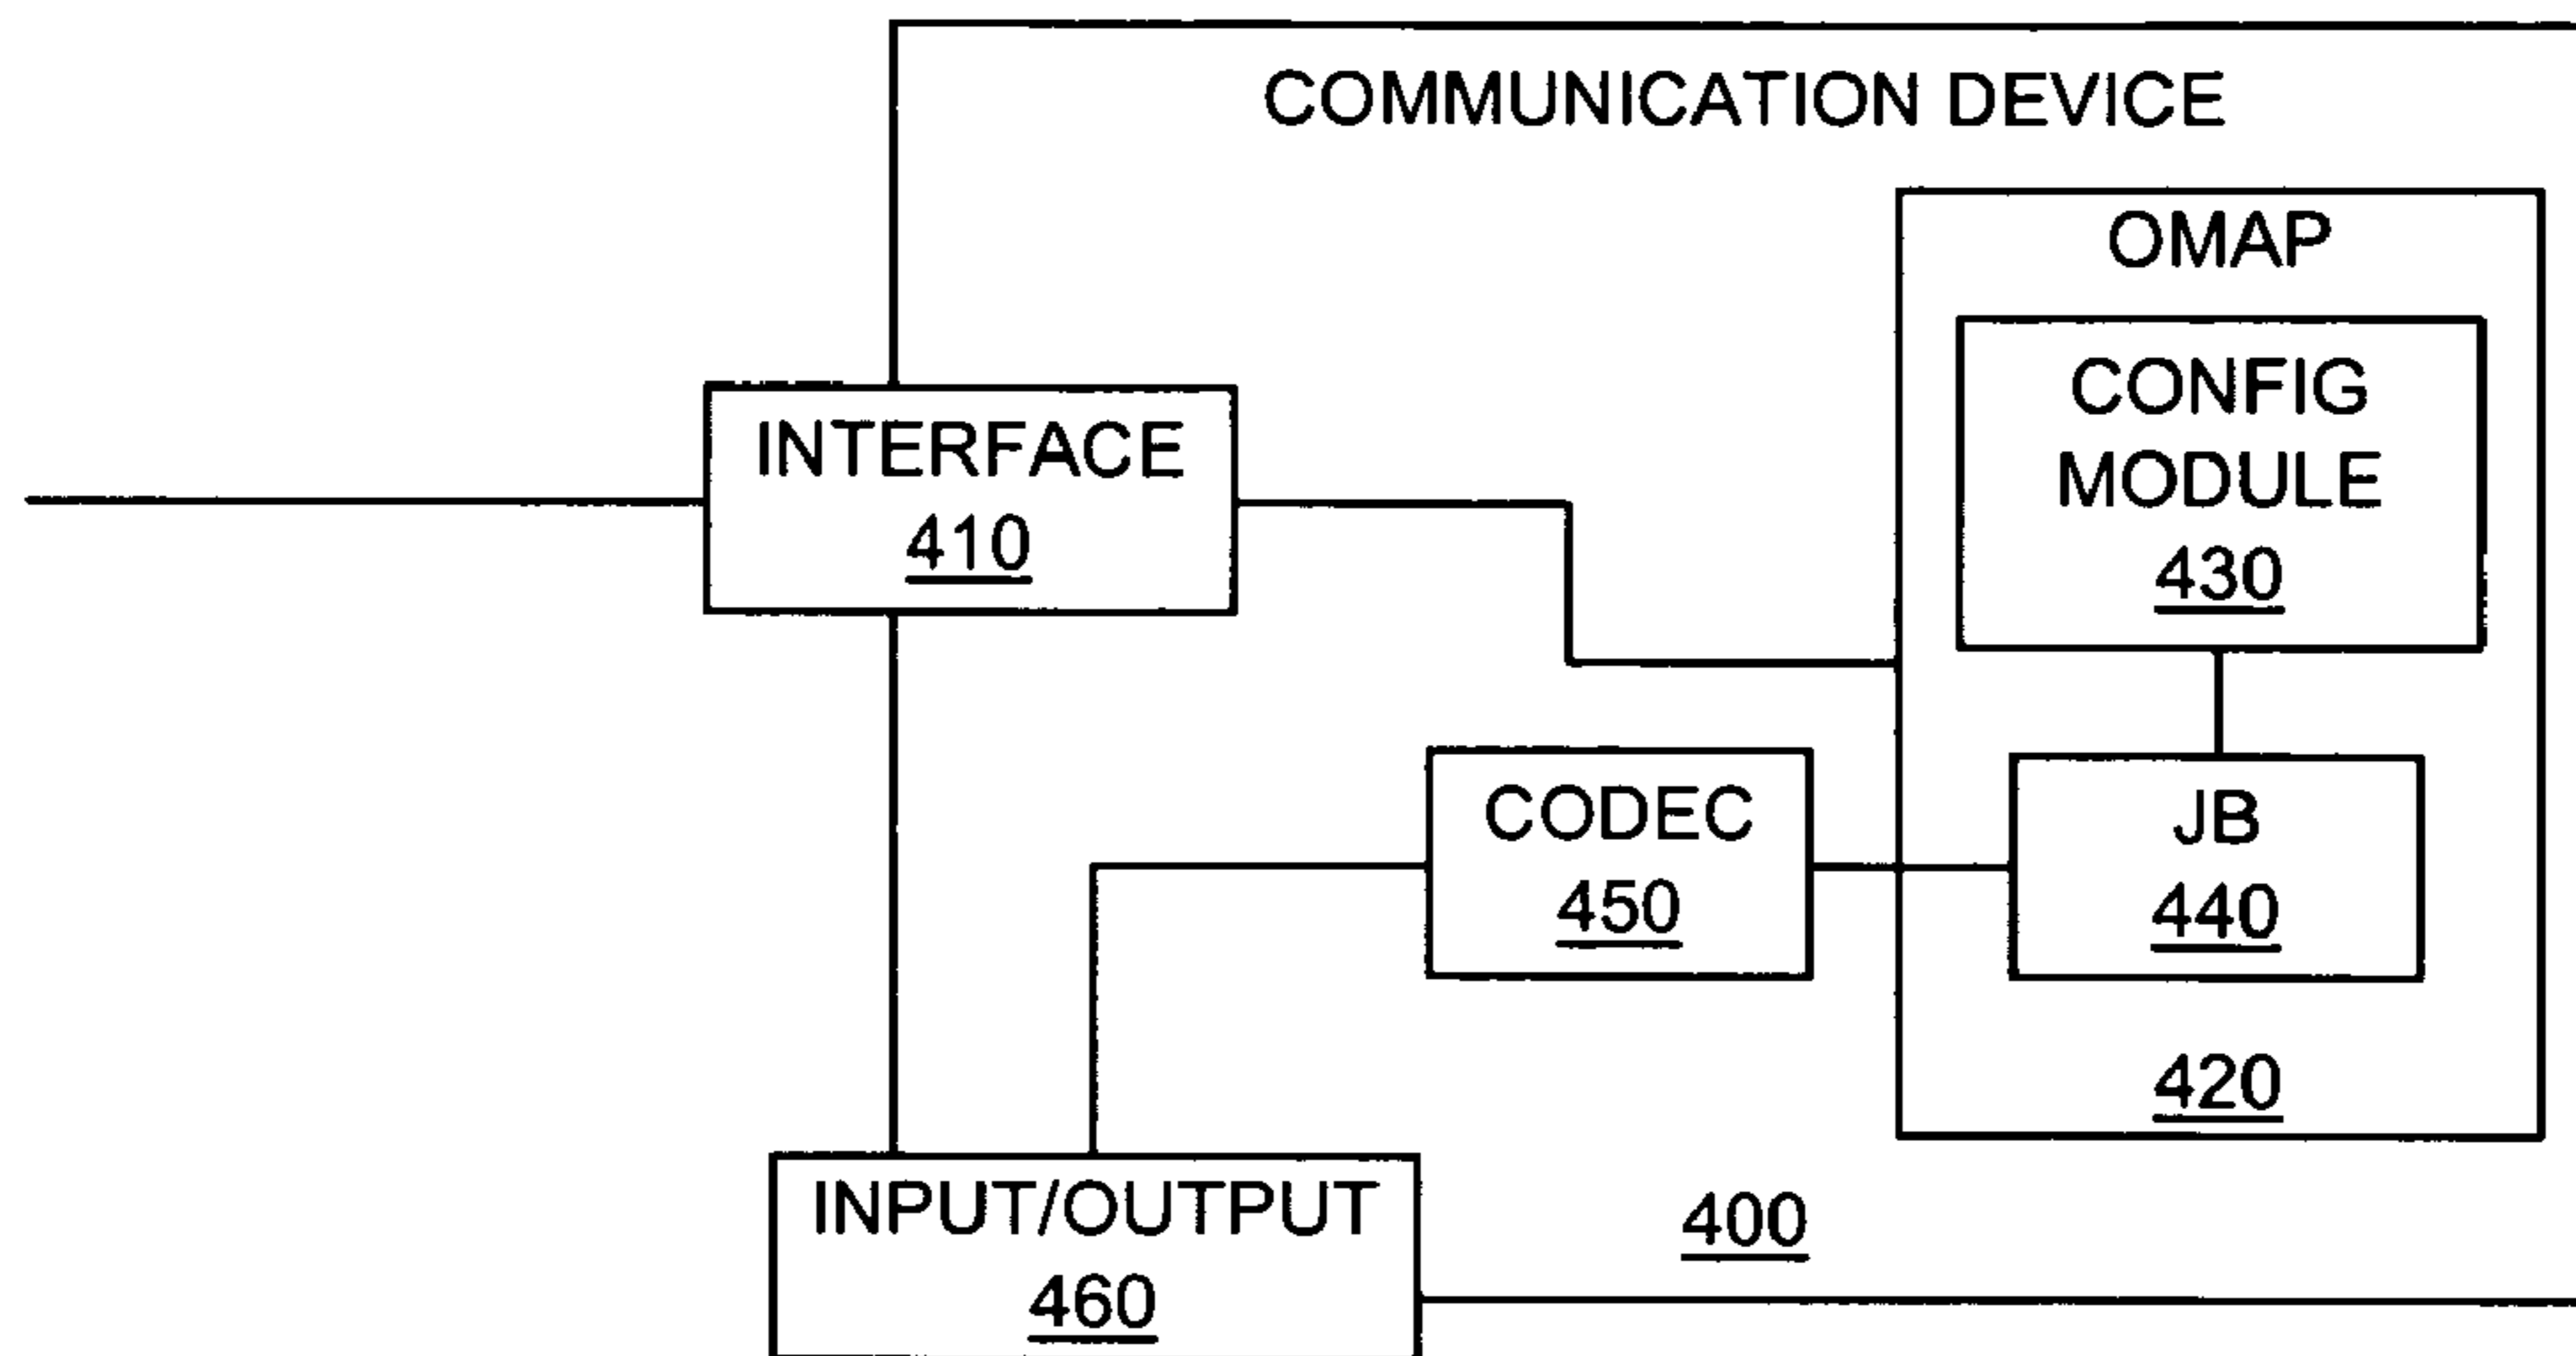 COMMUNICATION DEVICE
OMAP
CONFIG
MODULE
430
INTERFACE
410
CODEC
450
JB
440
420
INPUT/OUTPUT
460
400